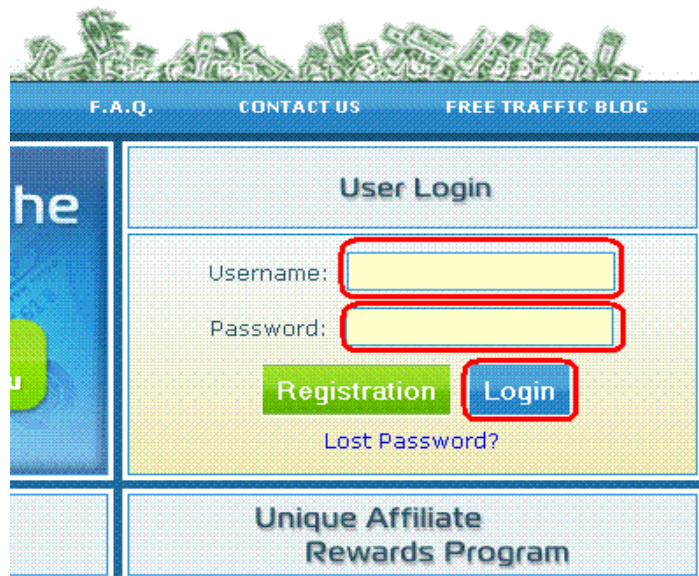 F.A.Q. CONTACT US FREE TRAFFIC BLOG
he
User Login
Username:
Password:
u
Registration Login
Lost Password?
Unique Affiliate
Rewards Program